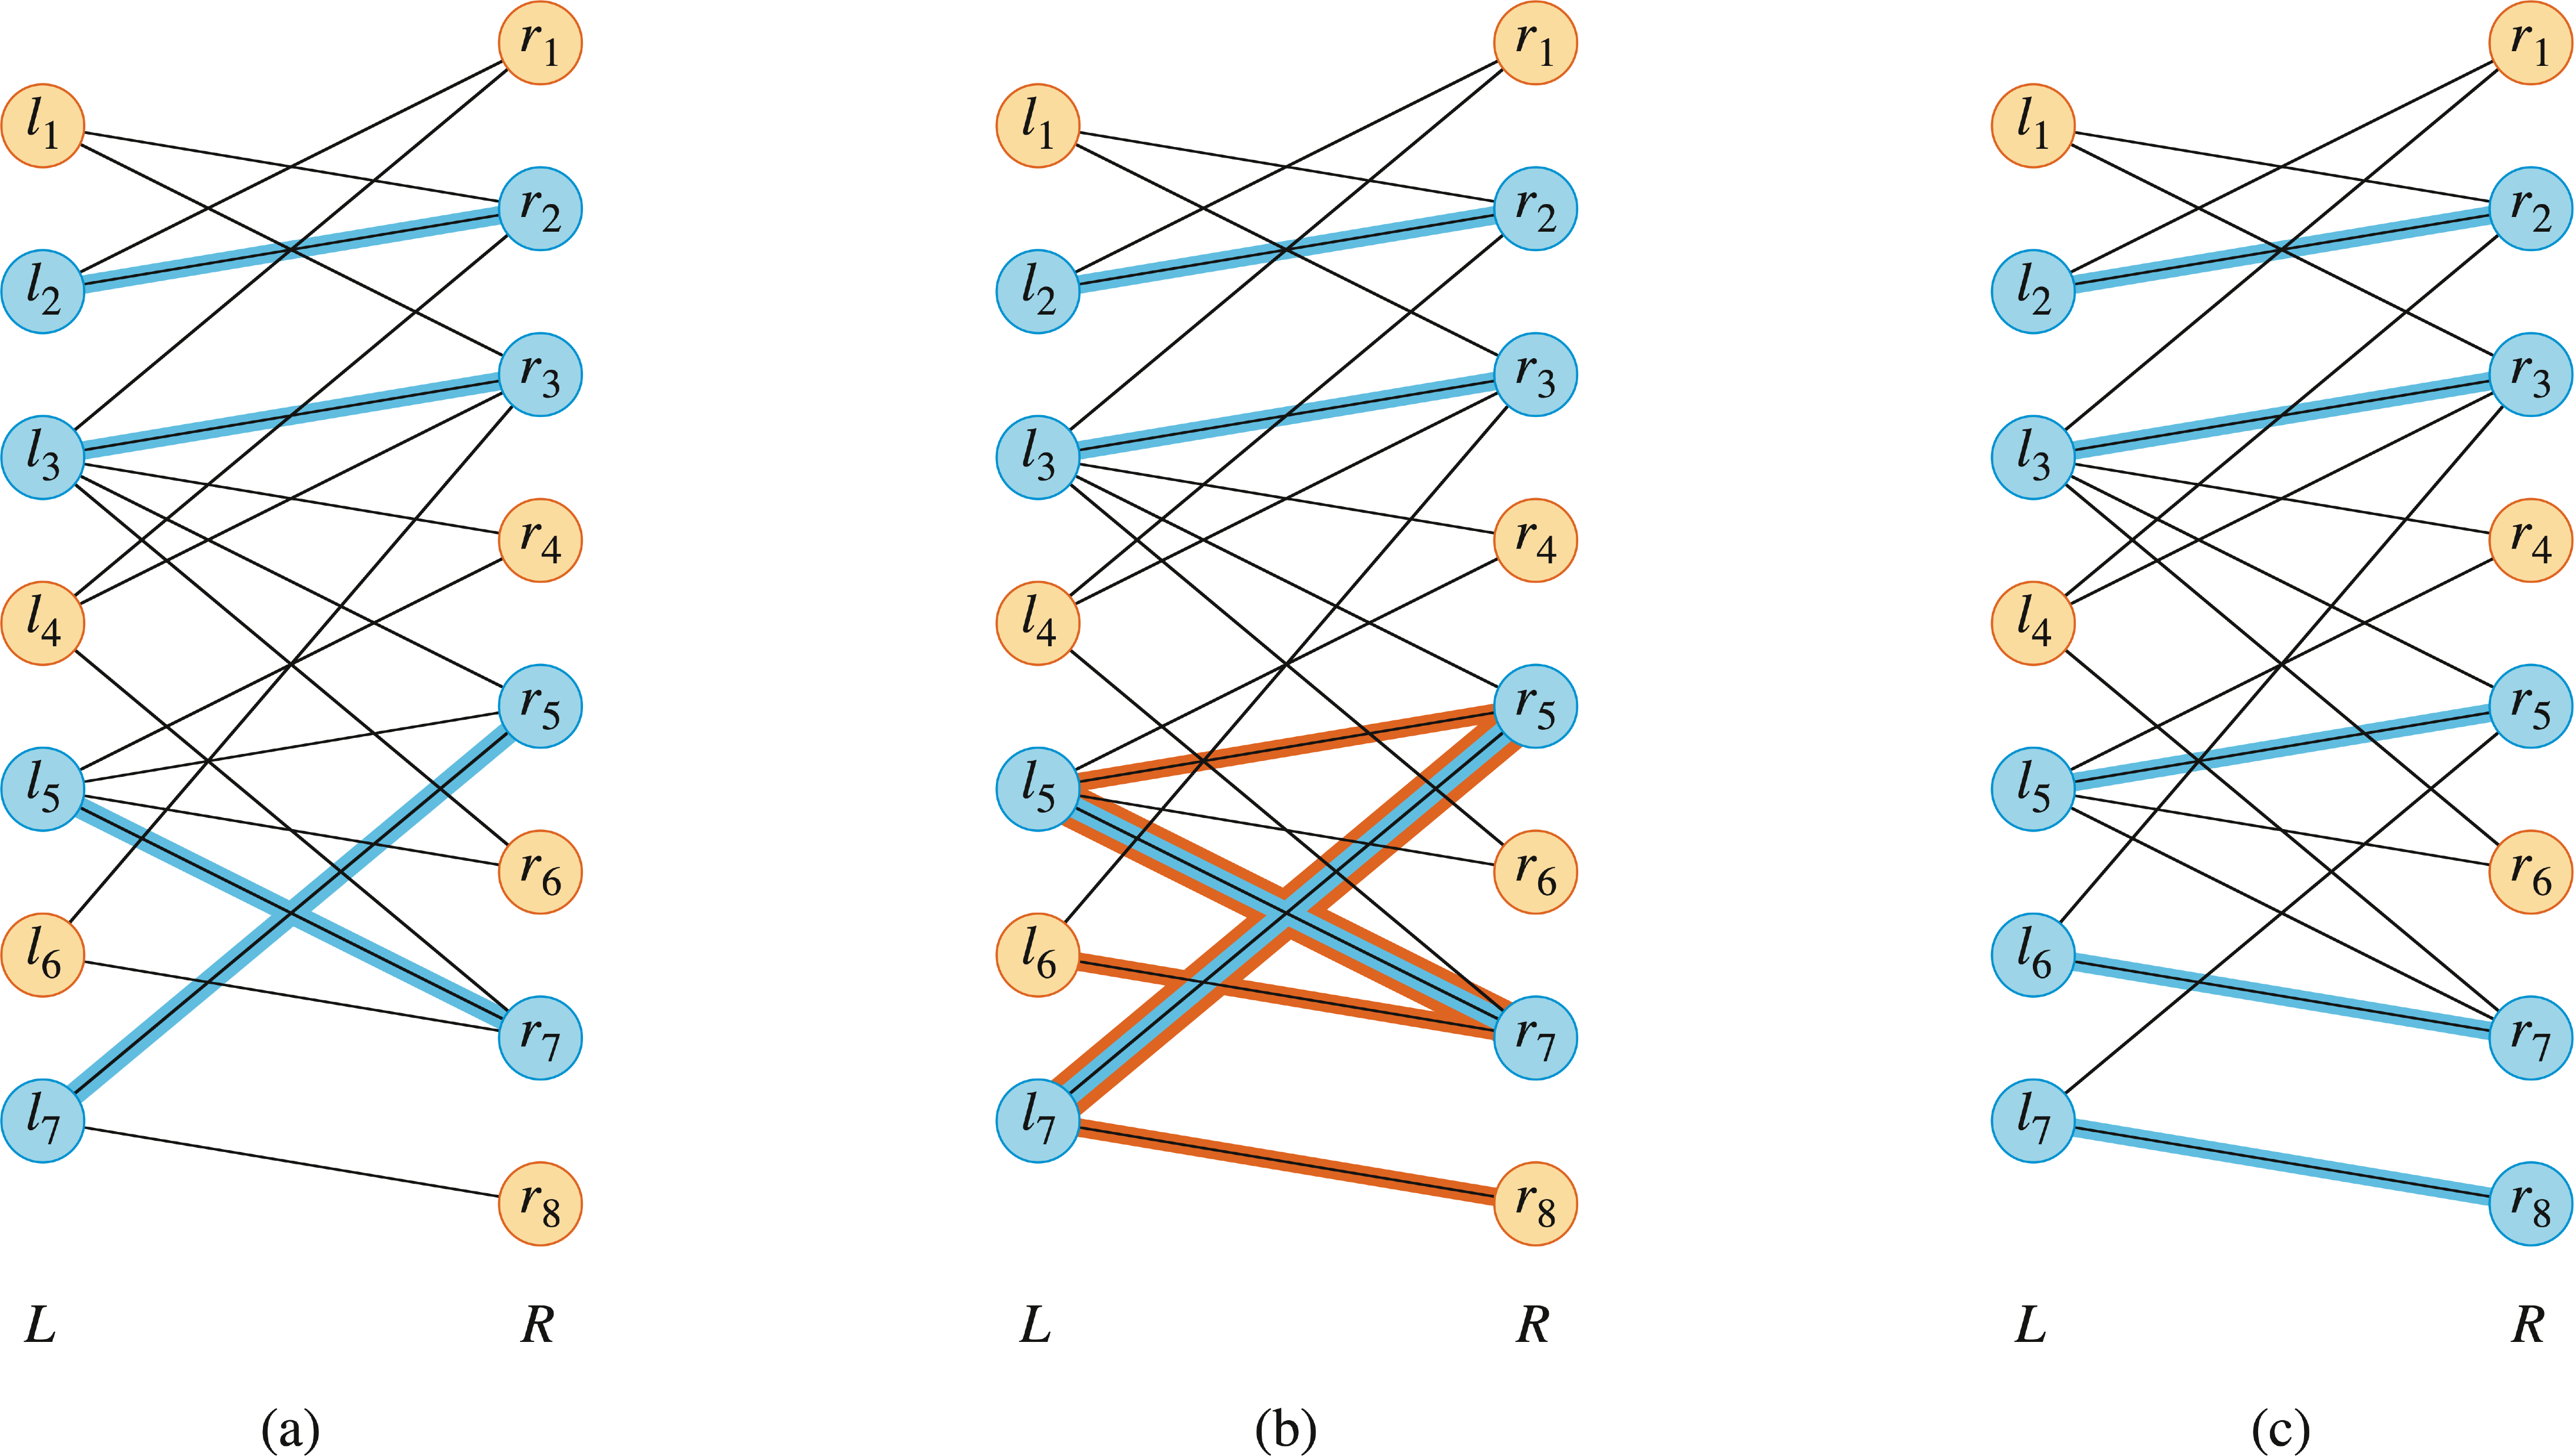 r1 r1 r1
l1 l1 l1
r2 r2 r2
l2 l2 l2
r3 r3 r3
l3 l3 l3
r4 r4 r4
l4 l4 l4
r5 r5 r5
l5 l5 l5
r6 r6 r6
l6 l6 l6
r7 r7 r7
l7 l7 l7
r8 r8 r8
L R L R L R
(a) (b) (c)